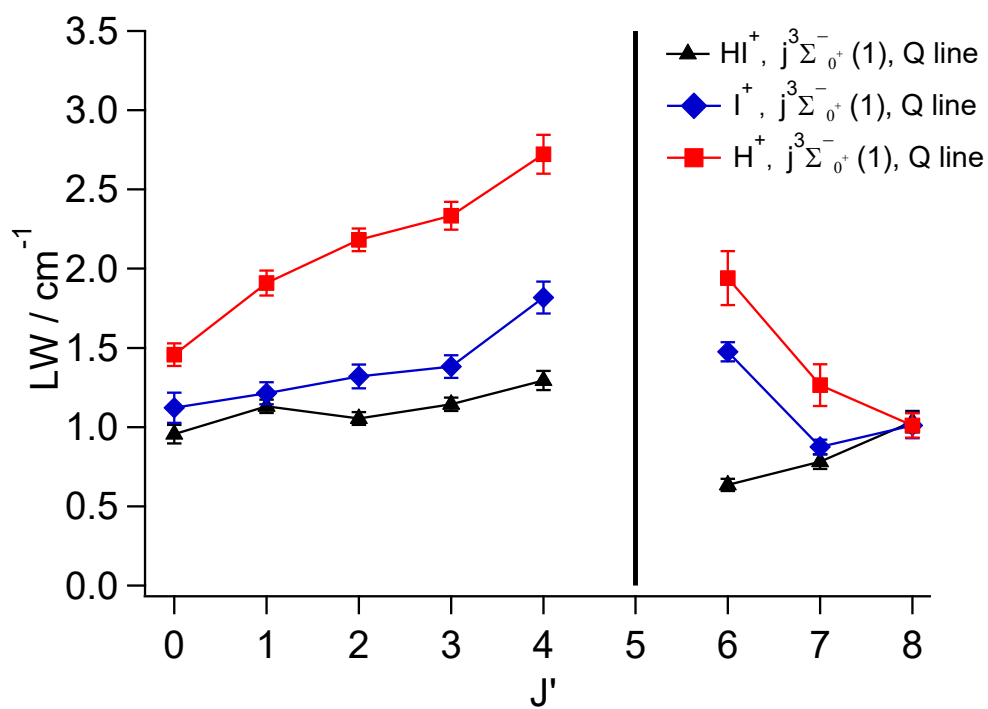 3.5
3.0
2.5
2.0
1.5
1.0
0.5
0.0
LW / cm⁻¹
0 1 2 3 4 5 6 7 8
J'
HI⁺, j³Σ⁻₀⁺ (1), Q line
I⁺, j³Σ⁻₀⁺ (1), Q line
H⁺, j³Σ⁻₀⁺ (1), Q line